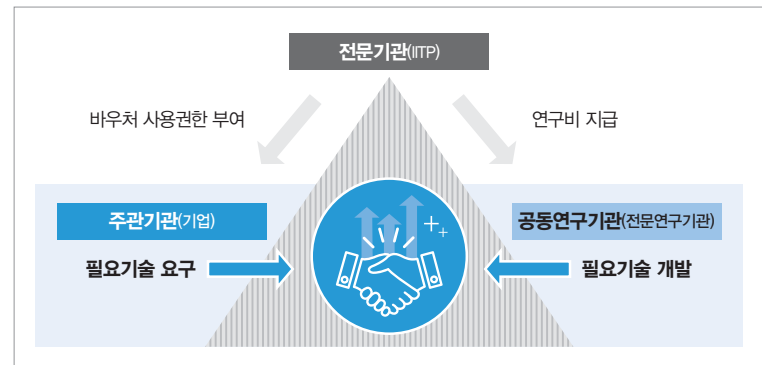 전문기관(IITP)
바우처 사용권한 부여
연구비 지급
주관기관(기업)
공동연구기관(전문연구기관)
필요기술 요구
필요기술 개발